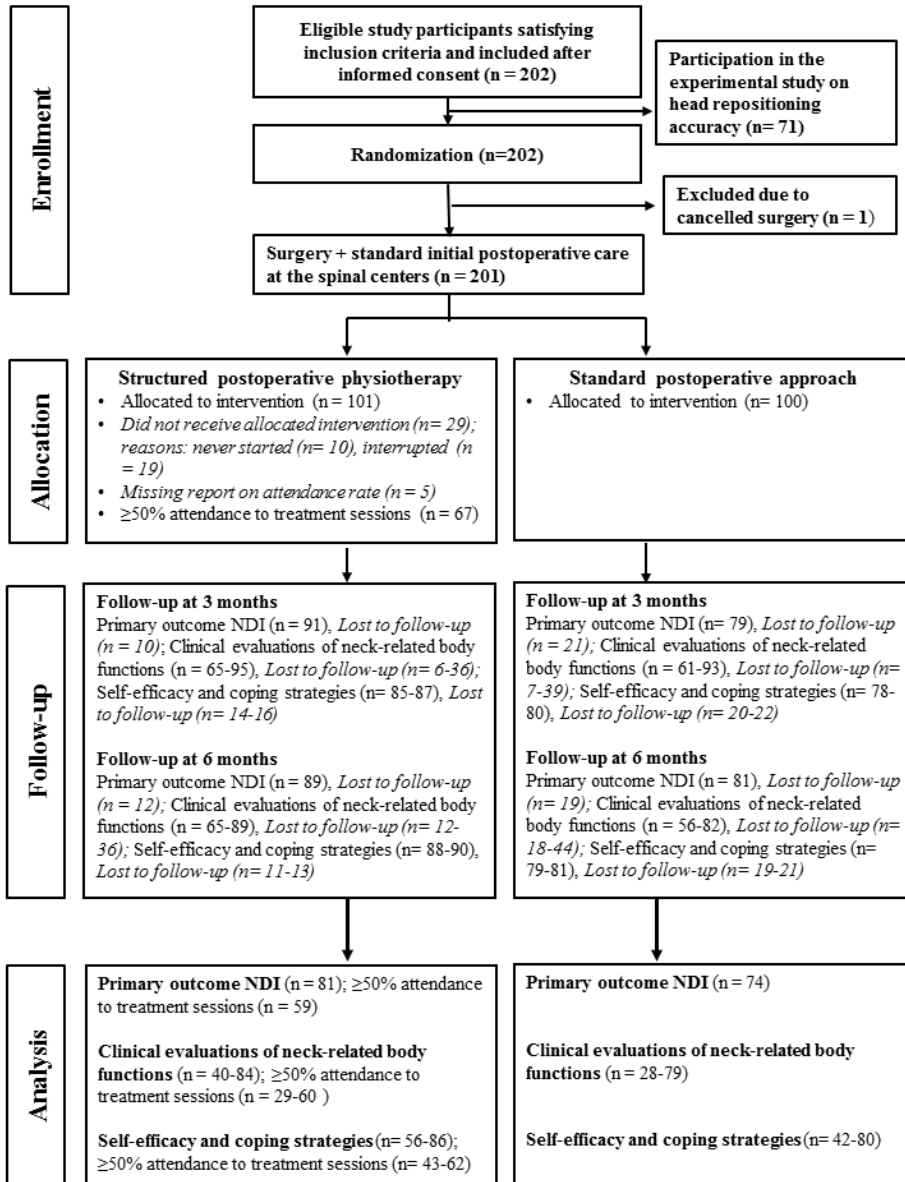 Enrollment
Eligible study participants satisfying
inclusion criteria and included after
informed consent (n = 202)
Participation in the
experimental study on
head repositioning
accuracy (n= 71)
Randomization (n=202)
Excluded due to
cancelled surgery (n = 1)
Surgery + standard initial postoperative care
at the spinal centers (n = 201)
Allocation
Structured postoperative physiotherapy
• Allocated to intervention (n = 101)
• Did not receive allocated intervention (n= 29);
reasons: never started (n= 10), interrupted (n
= 19)
• Missing report on attendance rate (n = 5)
• ≥50% attendance to treatment sessions (n = 67)
Standard postoperative approach
• Allocated to intervention (n= 100)
Follow-up
Follow-up at 3 months
Primary outcome NDI (n = 91), Lost to follow-up
(n = 10); Clinical evaluations of neck-related body
functions (n = 65-95), Lost to follow-up (n= 6-36);
Self-efficacy and coping strategies (n= 85-87), Lost
to follow-up (n= 14-16)
Follow-up at 6 months
Primary outcome NDI (n = 89), Lost to follow-up
(n = 12); Clinical evaluations of neck-related body
functions (n = 65-89), Lost to follow-up (n= 12-
36); Self-efficacy and coping strategies (n= 88-90),
Lost to follow-up (n= 11-13)
Follow-up at 3 months
Primary outcome NDI (n= 79), Lost to follow-up
(n = 21); Clinical evaluations of neck-related
body functions (n = 61-93), Lost to follow-up (n=
7-39); Self-efficacy and coping strategies (n= 78-
80), Lost to follow-up (n= 20-22)
Follow-up at 6 months
Primary outcome NDI (n = 81), Lost to follow-up
(n= 19); Clinical evaluations of neck-related
body functions (n = 56-82), Lost to follow-up (n=
18-44); Self-efficacy and coping strategies (n=
79-81), Lost to follow-up (n= 19-21)
Analysis
Primary outcome NDI (n = 81); ≥50% attendance
to treatment sessions (n = 59)
Clinical evaluations of neck-related body
functions (n = 40-84); ≥50% attendance to
treatment sessions (n = 29-60 )
Self-efficacy and coping strategies (n= 56-86);
≥50% attendance to treatment sessions (n= 43-62)
Primary outcome NDI (n = 74)
Clinical evaluations of neck-related body
functions (n = 28-79)
Self-efficacy and coping strategies (n= 42-80)